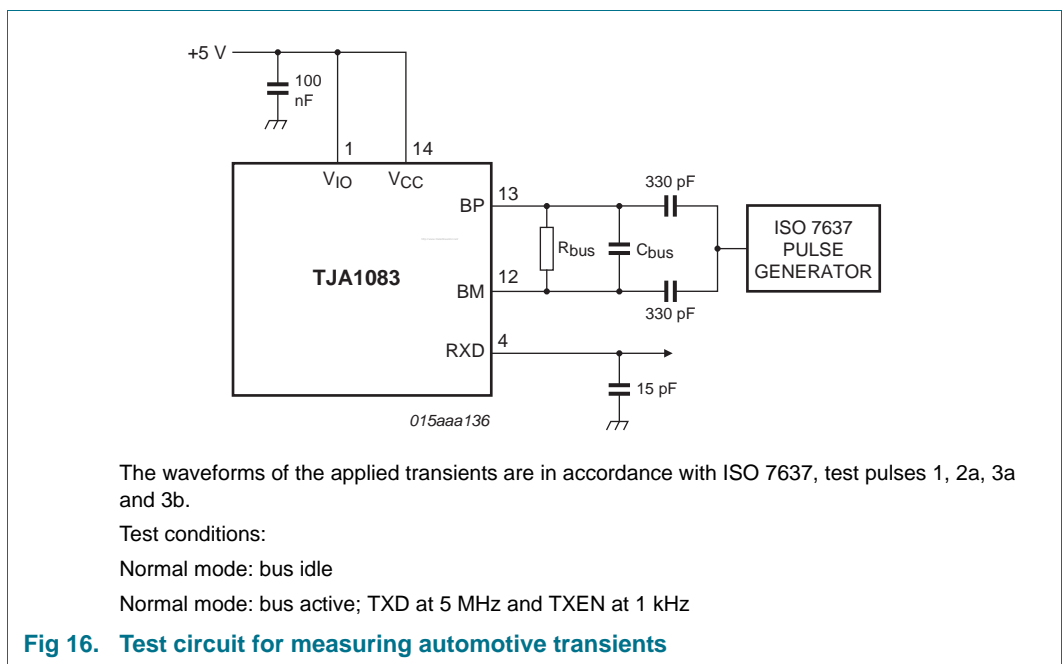 +5 V
100
nF
1
14
VIO
VCC
BP
13
330 pF
Rbus
Cbus
ISO 7637
PULSE
GENERATOR
TJA1083
BM
12
330 pF
RXD
4
15 pF
015aaa136
The waveforms of the applied transients are in accordance with ISO 7637, test pulses 1, 2a, 3a
and 3b.
Test conditions:
Normal mode: bus idle
Normal mode: bus active; TXD at 5 MHz and TXEN at 1 kHz
Fig 16. Test circuit for measuring automotive transients